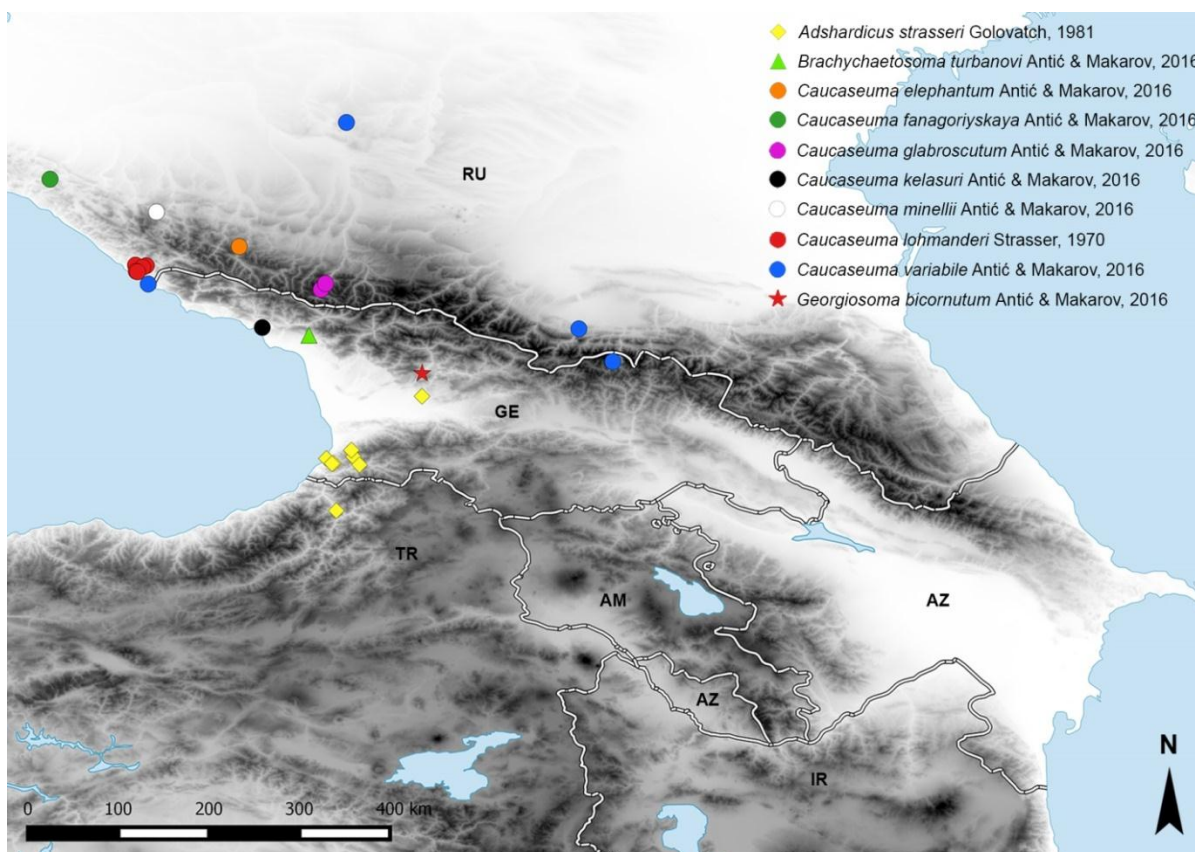 Adshardicus strasseri Golovatch, 1981
Brachychaetosoma turbanovi Antić & Makarov, 2016
Caucaseuma elephantum Antić & Makarov, 2016
Caucaseuma fanagoriyskaya Antić & Makarov, 2016
Caucaseuma glabroscutum Antić & Makarov, 2016
Caucaseuma kelasuri Antić & Makarov, 2016
Caucaseuma minellii Antić & Makarov, 2016
Caucaseuma lohmanderi Strasser, 1970
Caucaseuma variabile Antić & Makarov, 2016
Georgiosoma bicornutum Antić & Makarov, 2016
RU
GE
TR
AM
AZ
AZ
IR
N
0 100 200 300 400 km